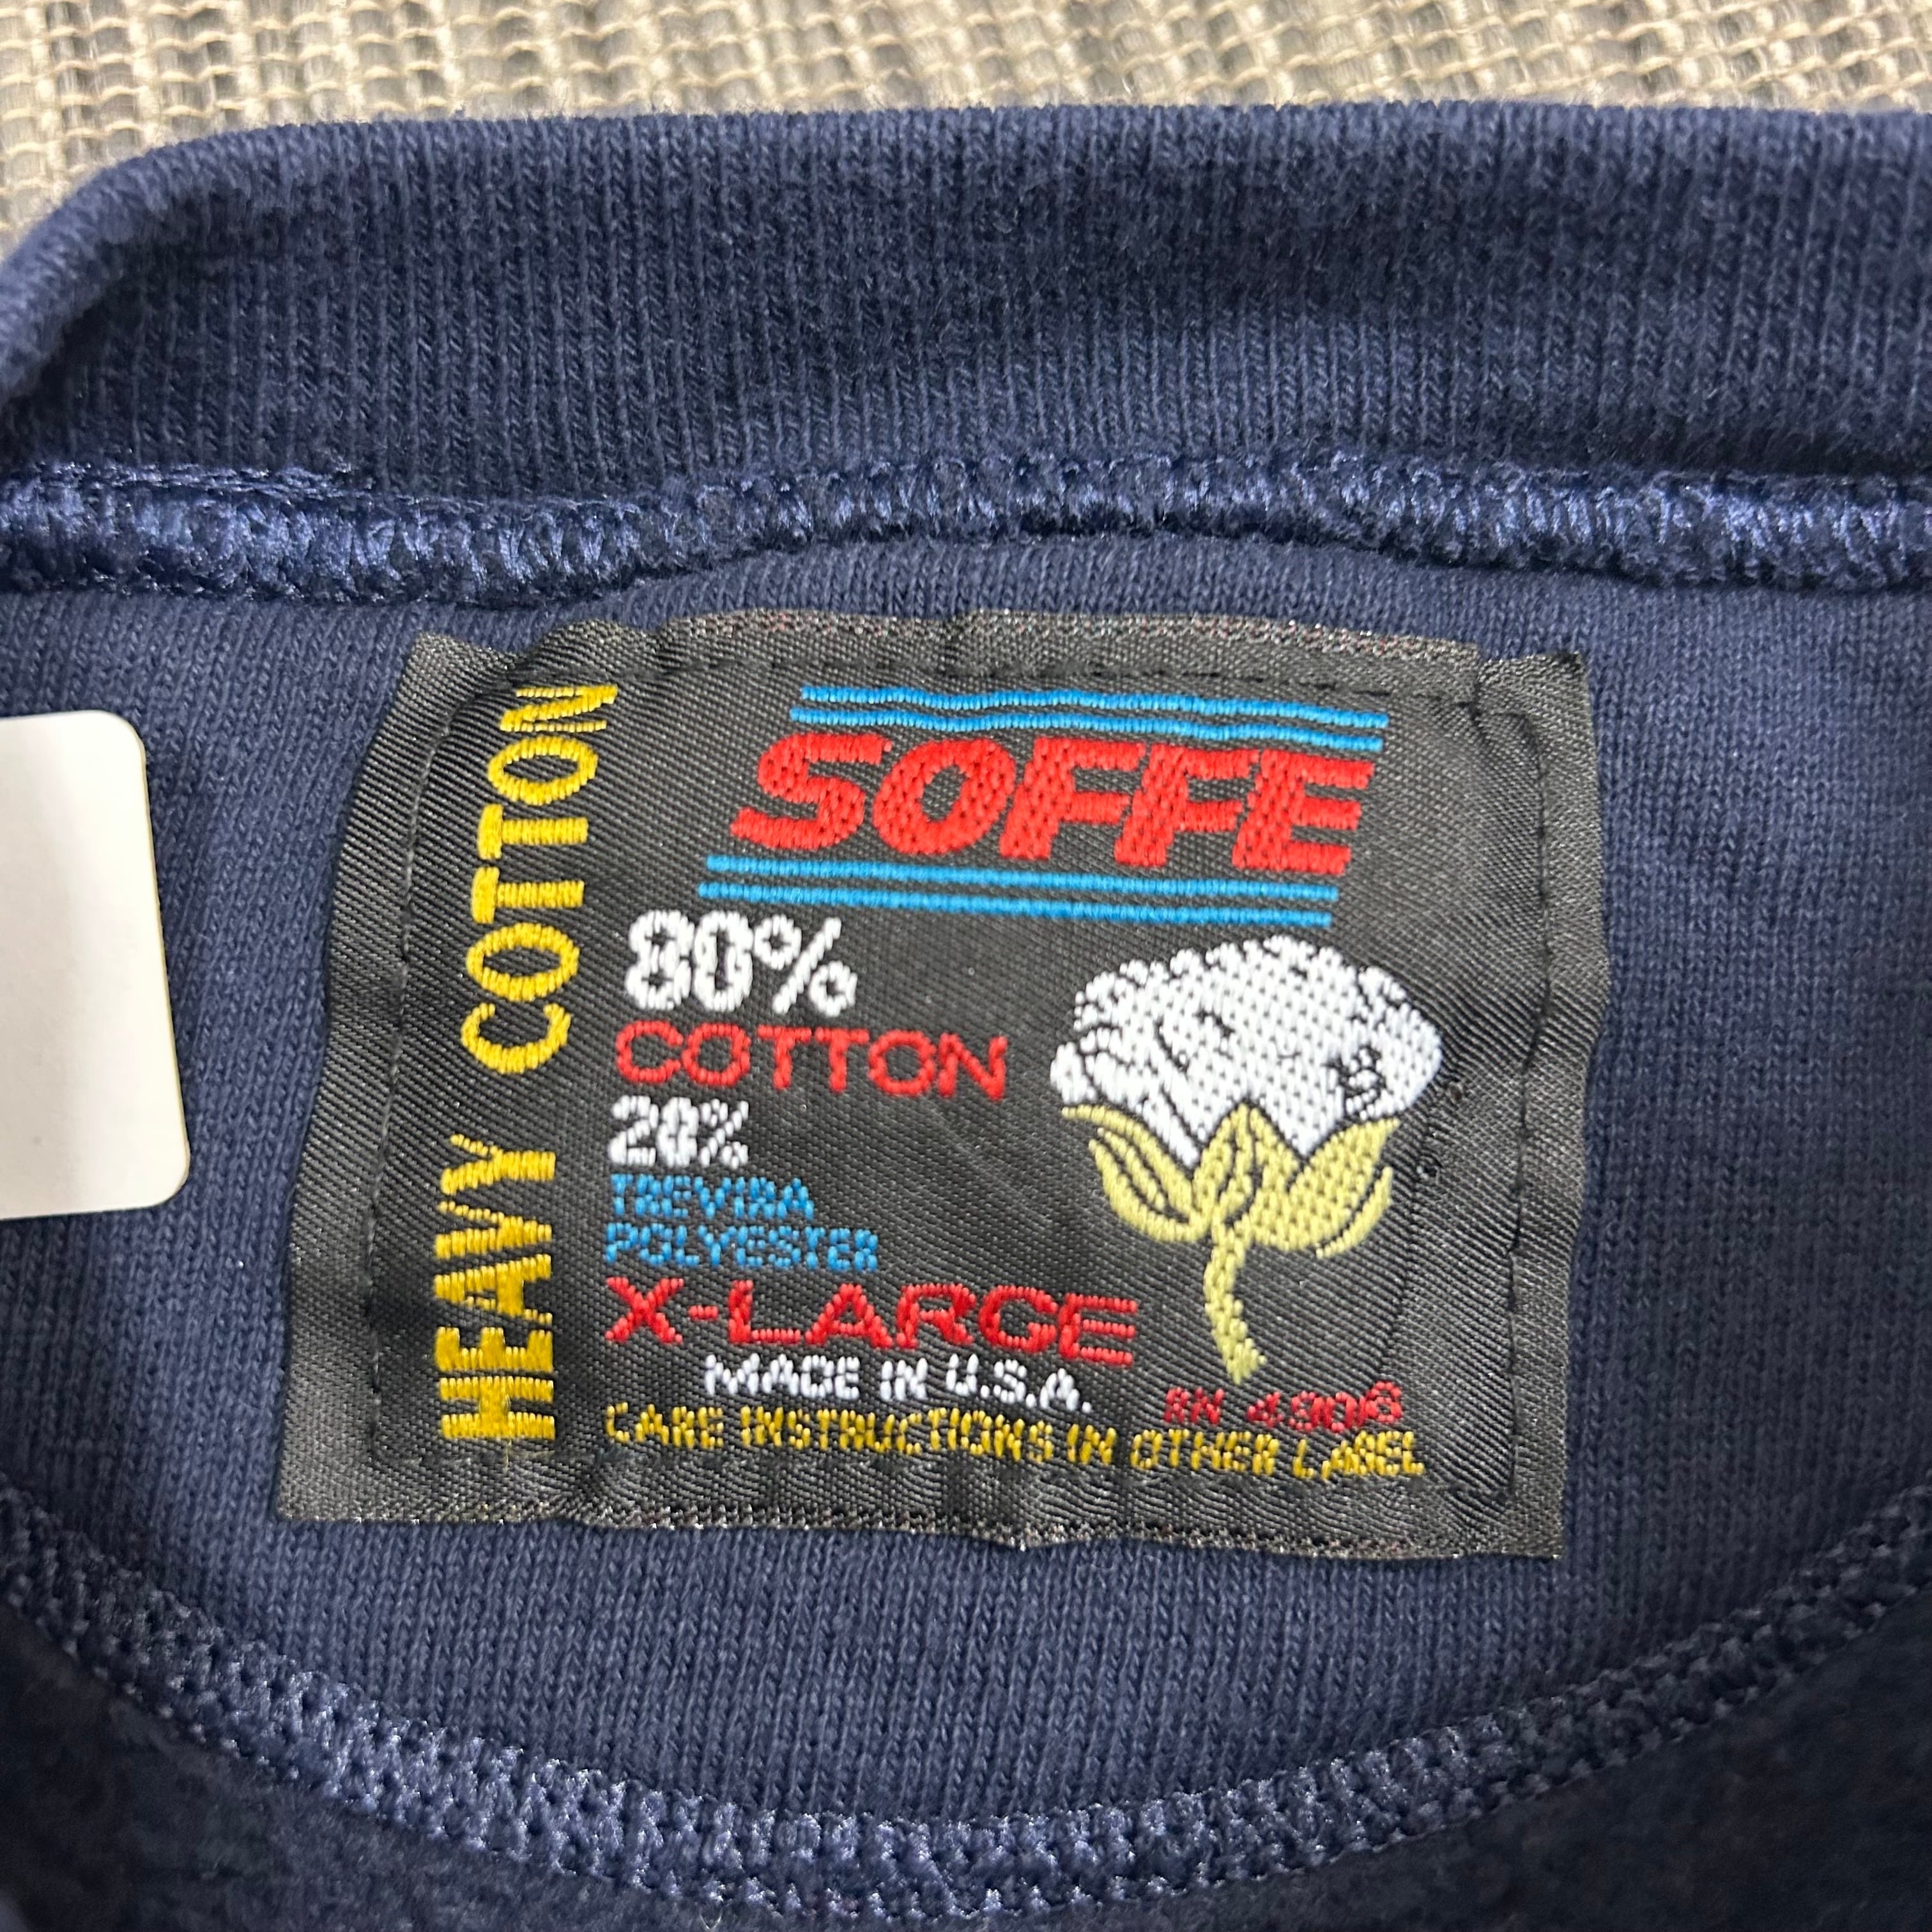 HEAVY COTTON
SOFFE
80%
COTTON
20%
TREVIRA
POLYESTER
X-LARGE
MADE IN U.S.A.
RN 4906
CARE INSTRUCTIONS IN OTHER LABEL